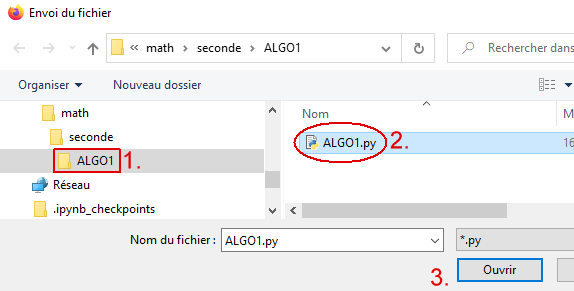 Envoi du fichier
« math > seconde > ALGO1
Rechercher dans
Organiser
Nouveau dossier
math
seconde
ALGO1 1.
Réseau
.ipynb_checkpoints
Nom
ALGO1.py 2.
16
Nom du fichier : ALGO1.py
*.py
3. Ouvrir